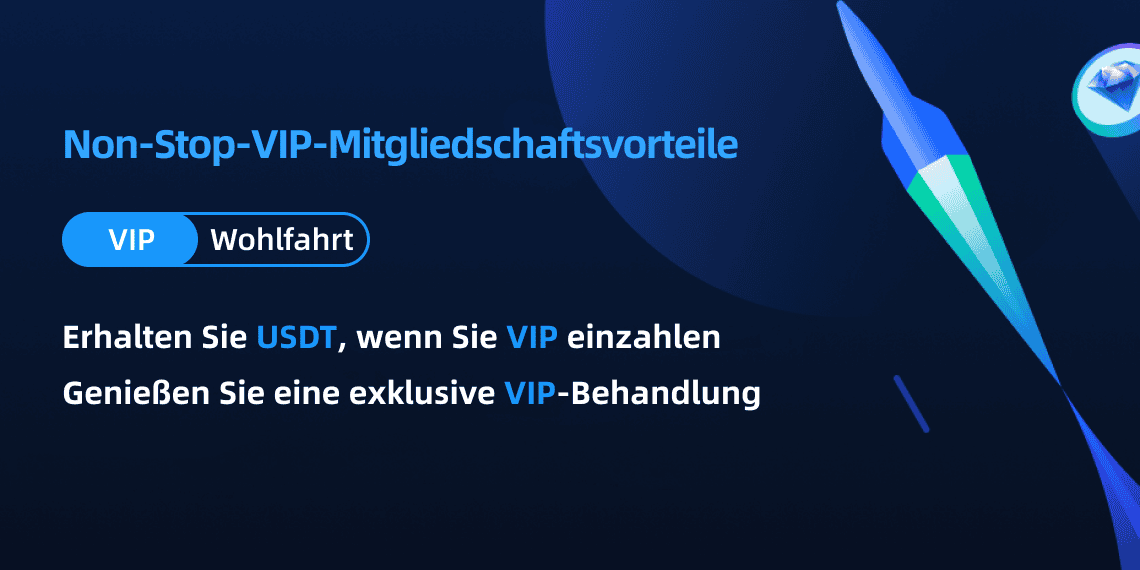 Non-Stop-VIP-Mitgliedschaftsvorteile
VIP Wohlfahrt
Erhalten Sie USDT, wenn Sie VIP einzahlen
Genießen Sie eine exklusive VIP-Behandlung